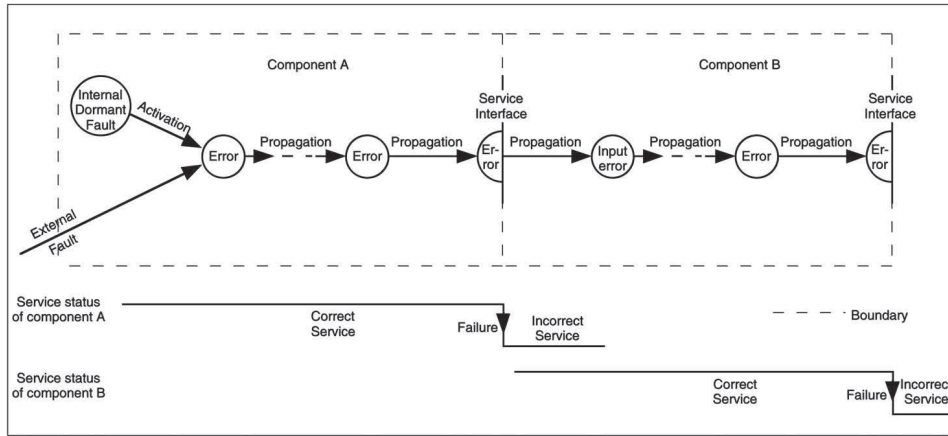 Component A
Component B
Internal
Dormant
Fault
Activation
Service
Interface
Service
Interface
Error
Propagation
Error
Propagation
Er-
ror
Propagation
Input
error
Propagation
Error
Propagation
Er-
ror
External
Fault
Service status
of component A
Correct
Service
Failure
Incorrect
Service
Boundary
Service status
of component B
Correct
Service
Failure
Incorrect
Service